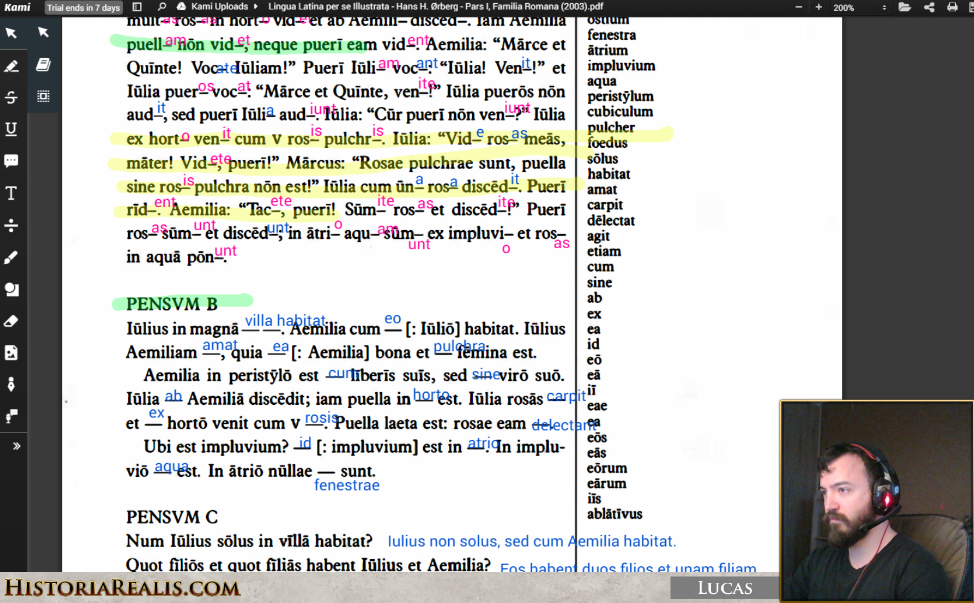 Kami Trial ends in 7 days Kami Uploads Lingua Latina per se Illustrata - Hans H. Ørberg - Pars I, Familia Romana (2003).pdf − + 200%
mult as ros as in hort o vid et et ab Aemili discēd. Iam Aemilia
puell– am nōn vid–, et neque puerī eam vid–. ent Aemilia: “Mārce et
Quīnte! Voc– ate Iūliam!” Puerī Iūli– am voc–: ant “Iūlia! Ven–!” it et
Iūlia puer– os voc–: at “Mārce et Quīnte, ven–!” ite Iūlia puerōs nōn
aud–, it sed puerī Iūli– a aud–. iunt Iūlia: “Cūr puerī nōn ven–?” iunt Iūlia
ex hort– o ven– it cum V ros– is pulchr–. is Iūlia: “Vid– e ros– as meās,
māter! Vid–, ete puerī!” Mārcus: “Rosae pulchrae sunt, puella
sine ros– is pulchra nōn est!” Iūlia cum ūn– a ros– a discēd–. it Puerī
rīd–. ent Aemilia: “Tac–, ete puerī! Sūm– ite ros– as et discēd–!” ite Puerī
ros– as sūm– unt et discēd–, unt in ātri– o aqu– am sūm– unt ex impluvi– o et ros– as
in aquā pōn–. unt
PENSVM B
Iūlius in magnā — —. villa habitat Aemilia cum — eo [: Iūliō] habitat. Iūlius
Aemiliam —, amat quia — ea [: Aemilia] bona et — pulchra fēmina est.
Aemilia in peristȳlō est — cum līberīs suīs, sed — sine virō suō.
Iūlia — ab Aemiliā discēdit; iam puella in — horto est. Iūlia rosās — carpit
et — ex hortō venit cum V —. rosis Puella laeta est: rosae eam — delectant
Ubi est impluvium? — id [: impluvium] est in —. atrio In implu-
viō — aqua est. In ātriō nūllae — sunt.
fenestrae
PENSVM C
Num Iūlius sōlus in vīllā habitat? Iulius non solus, sed cum Aemilia habitat.
Quot fīliōs et quot fīliās habent Iūlius et Aemilia? Eos habent duos filios et unam filiam
ōstium
fenestra
ātrium
impluvium
aqua
peristȳlum
cubiculum
pulcher
foedus
sōlus
habitat
amat
carpit
dēlectat
agit
etiam
cum
sine
ab
ex
ea
id
eō
eā
iī
eae
ea
eōs
eās
eōrum
eārum
iīs
ablātīvus
HISTORIAREALIS.COM
LUCAS